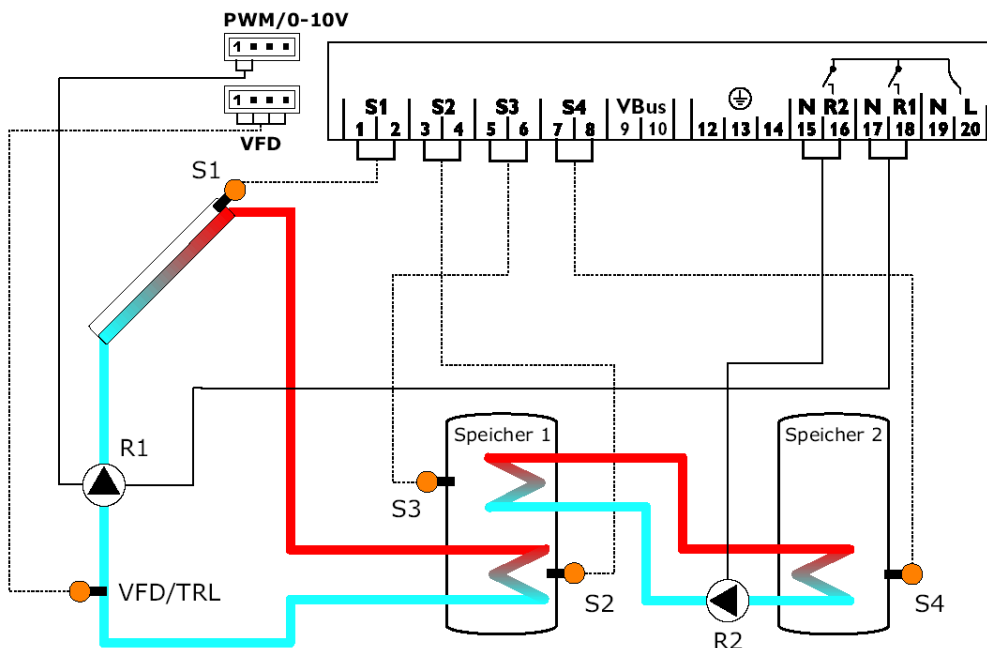 PWM/0-10V
1
1
VFD
S1 S2 S3 S4 VBus N R2 N R1 N L
1 2 3 4 5 6 7 8 9 10 12 13 14 15 16 17 18 19 20
S1
Speicher 1
Speicher 2
R1
S3
VFD/TRL
S2
S4
R2